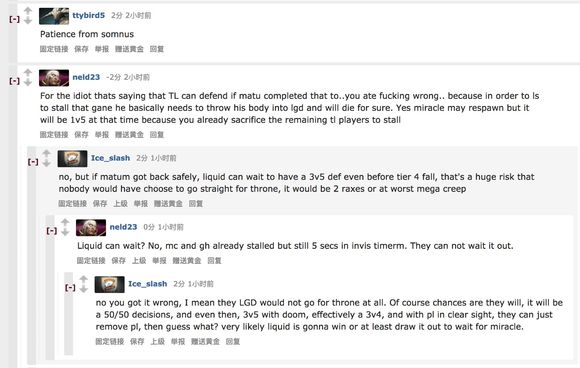 [-] ttybird5 2分 2小时前
Patience from somnus
固定链接 保存 举报 赠送黄金 回复
[-] neld23 -2分 2小时前
For the idiot thats saying that TL can defend if matu completed that to..you ate fucking wrong.. because in order to ls
to stall that gane he basically needs to throw his body into lgd and will die for sure. Yes miracle may respawn but it
will be 1v5 at that time because you already sacrifice the remaining tl players to stall
固定链接 保存 举报 赠送黄金 回复
[-] Ice_slash 2分 1小时前
no, but if matum got back safely, liquid can wait to have a 3v5 def even before tier 4 fall, that's a huge risk that
nobody would have choose to go straight for throne, it would be 2 raxes or at worst mega creep
固定链接 保存 上级 举报 赠送黄金 回复
[-] neld23 0分 1小时前
Liquid can wait? No, mc and gh already stalled but still 5 secs in invis timerm. They can not wait it out.
固定链接 保存 上级 举报 赠送黄金 回复
[-] Ice_slash 2分 1小时前
no you got it wrong, I mean they LGD would not go for throne at all. Of course chances are they will, it will be
a 50/50 decisions, and even then, 3v5 with doom, effectively a 3v4, and with pl in clear sight, they can just
remove pl, then guess what? very likely liquid is gonna win or at least draw it out to wait for miracle.
固定链接 保存 上级 举报 赠送黄金 回复